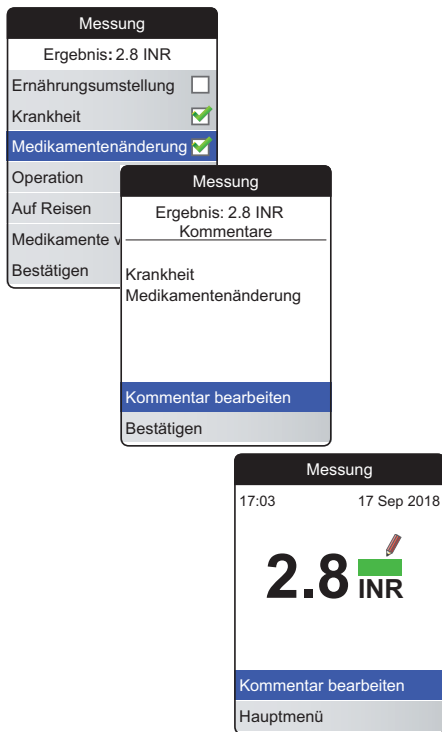 Messung
Ergebnis: 2.8 INR
Ernährungsumstellung
Krankheit
Medikamentenänderung
Operation
Auf Reisen
Medikamente v
Bestätigen
Messung
Ergebnis: 2.8 INR
Kommentare
Krankheit
Medikamentenänderung
Kommentar bearbeiten
Bestätigen
Messung
17:03 17 Sep 2018
2.8 INR
Kommentar bearbeiten
Hauptmenü